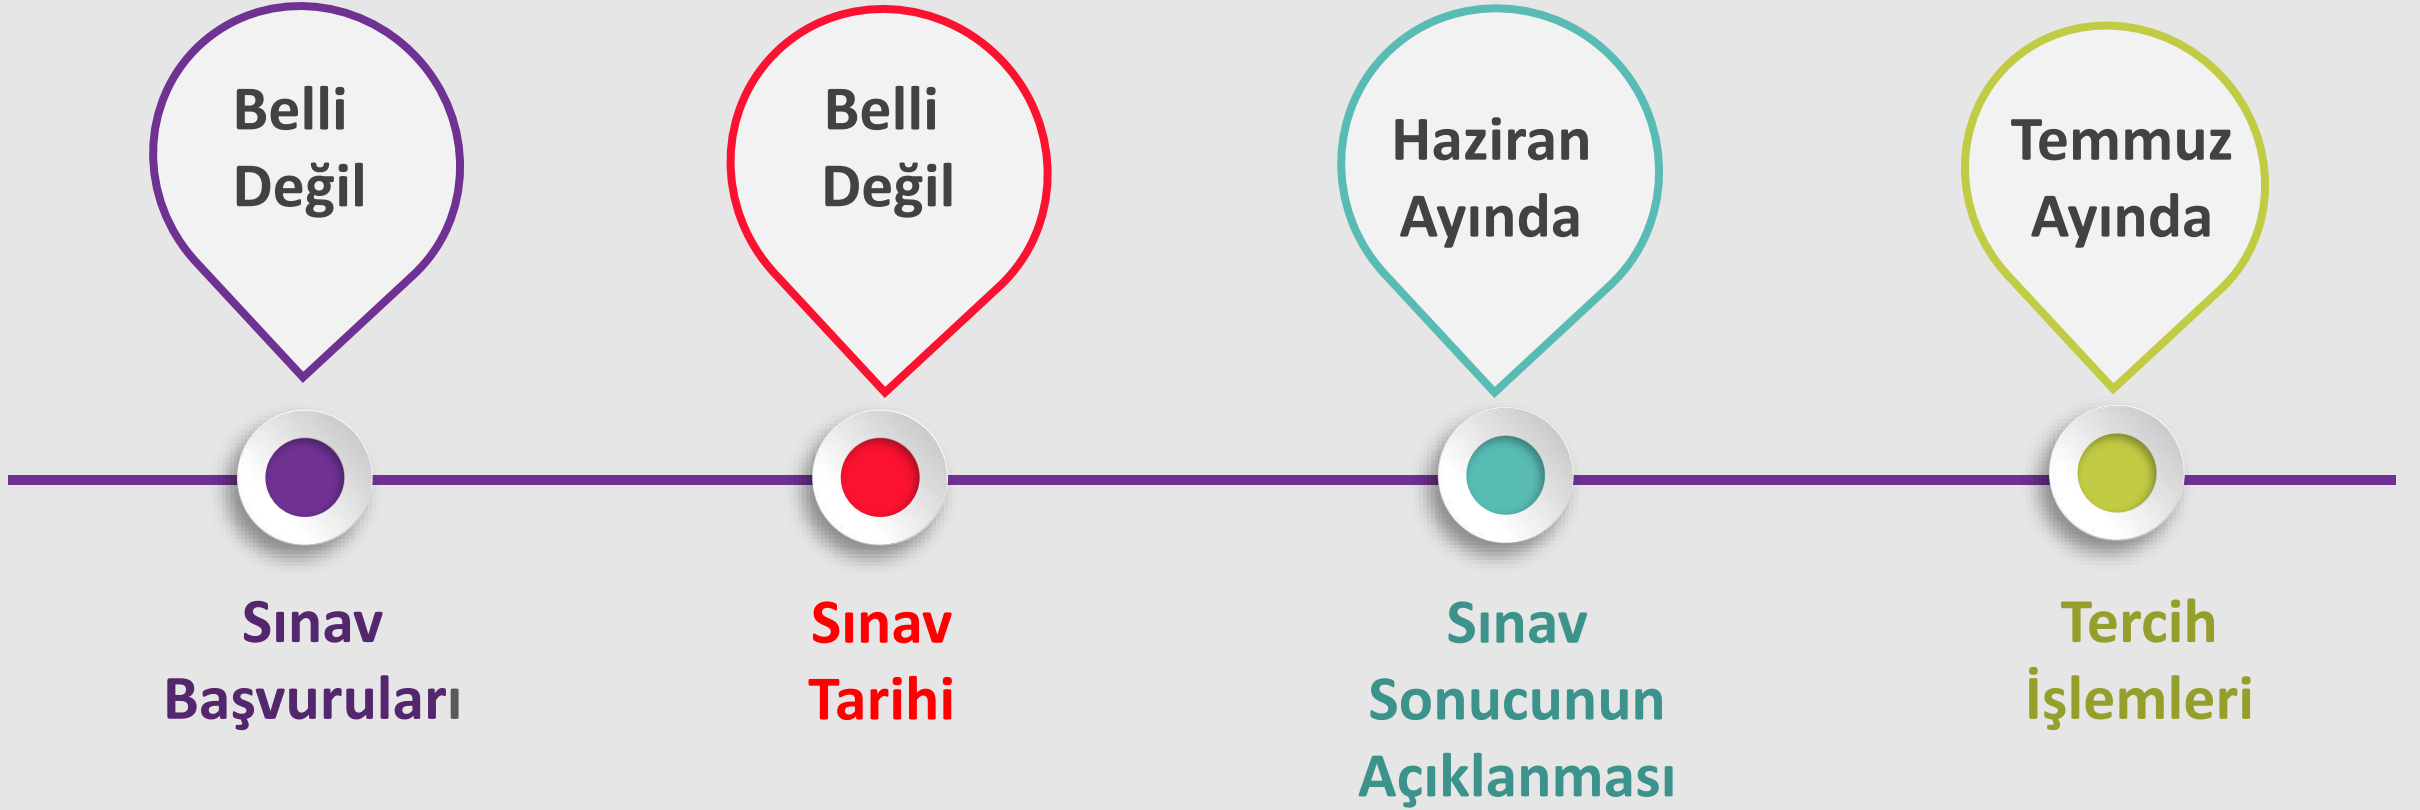 Belli
Değil
Belli
Değil
Haziran
Ayında
Temmuz
Ayında
Sınav
Başvuruları
Sınav
Tarihi
Sınav
Sonucunun
Açıklanması
Tercih
İşlemleri